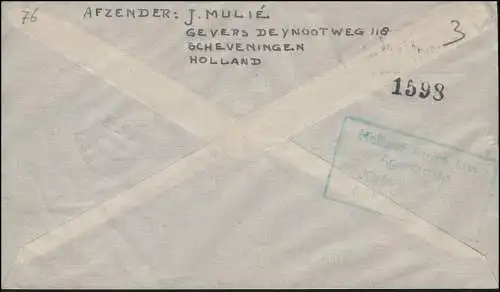 76
AFZENDER: J. MULIÉ.
GEVERS DEYNOOTWEG 118
SCHEVENINGEN
HOLLAND
3
1598